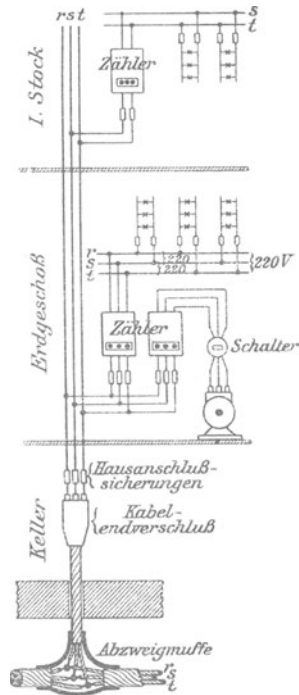 r s t
s
t
Zähler
I. Stock
r
s
t
220
220
220 V
Zähler
Schalter
Erdgeschoß
Hausanschluß-
sicherungen
Kabel-
endverschluß
Keller
Abzweigmuffe
r
s
t